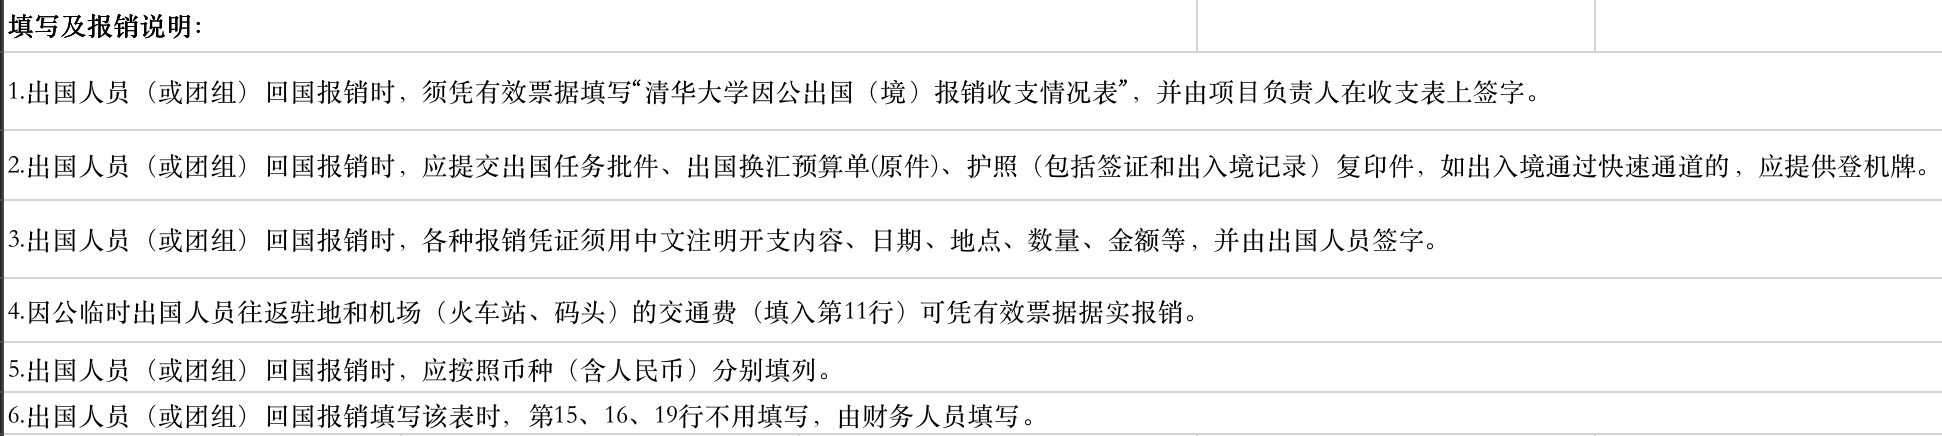 填写及报销说明：
1.出国人员（或团组）回国报销时，须凭有效票据填写“清华大学因公出国（境）报销收支情况表”，并由项目负责人在收支表上签字。
2.出国人员（或团组）回国报销时，应提交出国任务批件、出国换汇预算单(原件)、护照（包括签证和出入境记录）复印件，如出入境通过快速通道的，应提供登机牌。
3.出国人员（或团组）回国报销时，各种报销凭证须用中文注明开支内容、日期、地点、数量、金额等，并由出国人员签字。
4.因公临时出国人员往返驻地和机场（火车站、码头）的交通费（填入第11行）可凭有效票据据实报销。
5.出国人员（或团组）回国报销时，应按照币种（含人民币）分别填列。
6.出国人员（或团组）回国报销填写该表时，第15、16、19行不用填写，由财务人员填写。